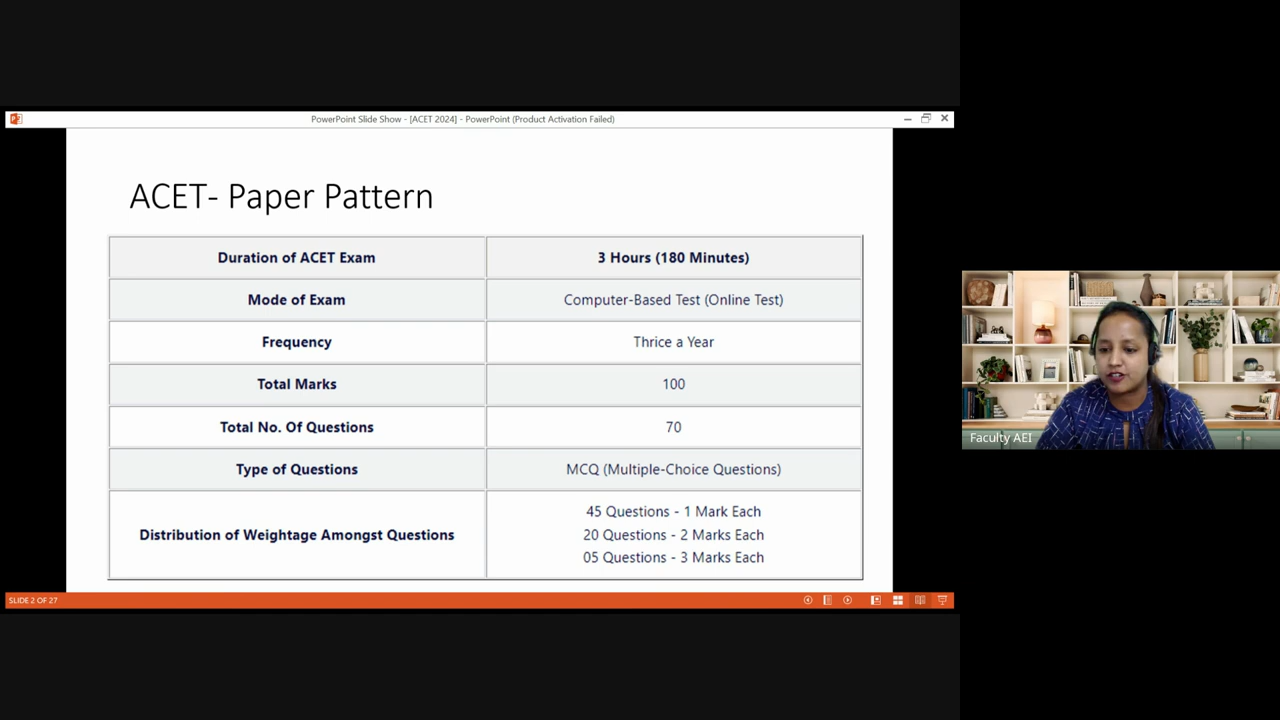 PowerPoint Slide Show - [ACET 2024] - PowerPoint (Product Activation Failed)
ACET- Paper Pattern
Duration of ACET Exam
3 Hours (180 Minutes)
Mode of Exam
Computer-Based Test (Online Test)
Frequency
Thrice a Year
Total Marks
100
Total No. Of Questions
70
Type of Questions
MCQ (Multiple-Choice Questions)
Distribution of Weightage Amongst Questions
45 Questions - 1 Mark Each
20 Questions - 2 Marks Each
05 Questions - 3 Marks Each
SLIDE 2 OF 27
Faculty AEI